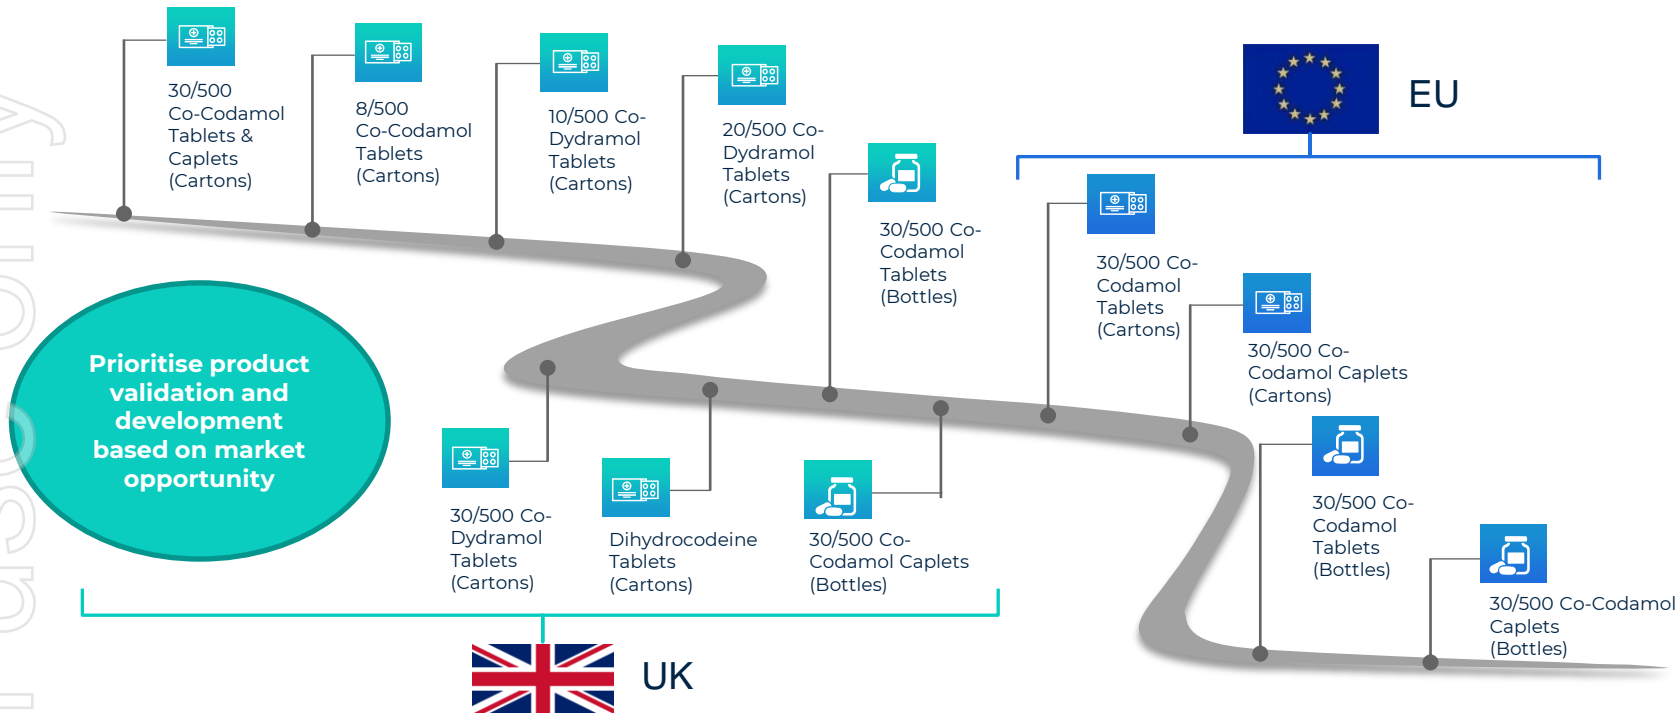 30/500
Co-Codamol
Tablets &
Caplets
(Cartons)
8/500
Co-Codamol
Tablets
(Cartons)
10/500 Co-
Dydramol
Tablets
(Cartons)
20/500 Co-
Dydramol
Tablets
(Cartons)
30/500 Co-
Codamol
Tablets
(Bottles)
EU
30/500 Co-
Codamol
Tablets
(Cartons)
30/500 Co-
Codamol Caplets
(Cartons)
30/500 Co-
Codamol
Tablets
(Bottles)
30/500 Co-Codamol
Caplets
(Bottles)
Prioritise product
validation and
development
based on market
opportunity
30/500 Co-
Dydramol
Tablets
(Cartons)
Dihydrocodeine
Tablets
(Cartons)
30/500 Co-
Codamol Caplets
(Bottles)
UK